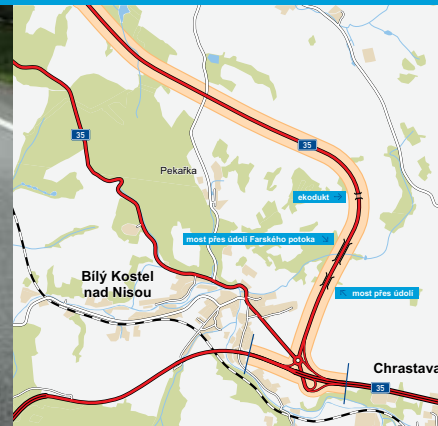 35
35
Pekařka
ekodukt →
most přes údolí Farského potoka ↘
Bílý Kostel
nad Nisou
↖ most přes údolí
Chrastava
35